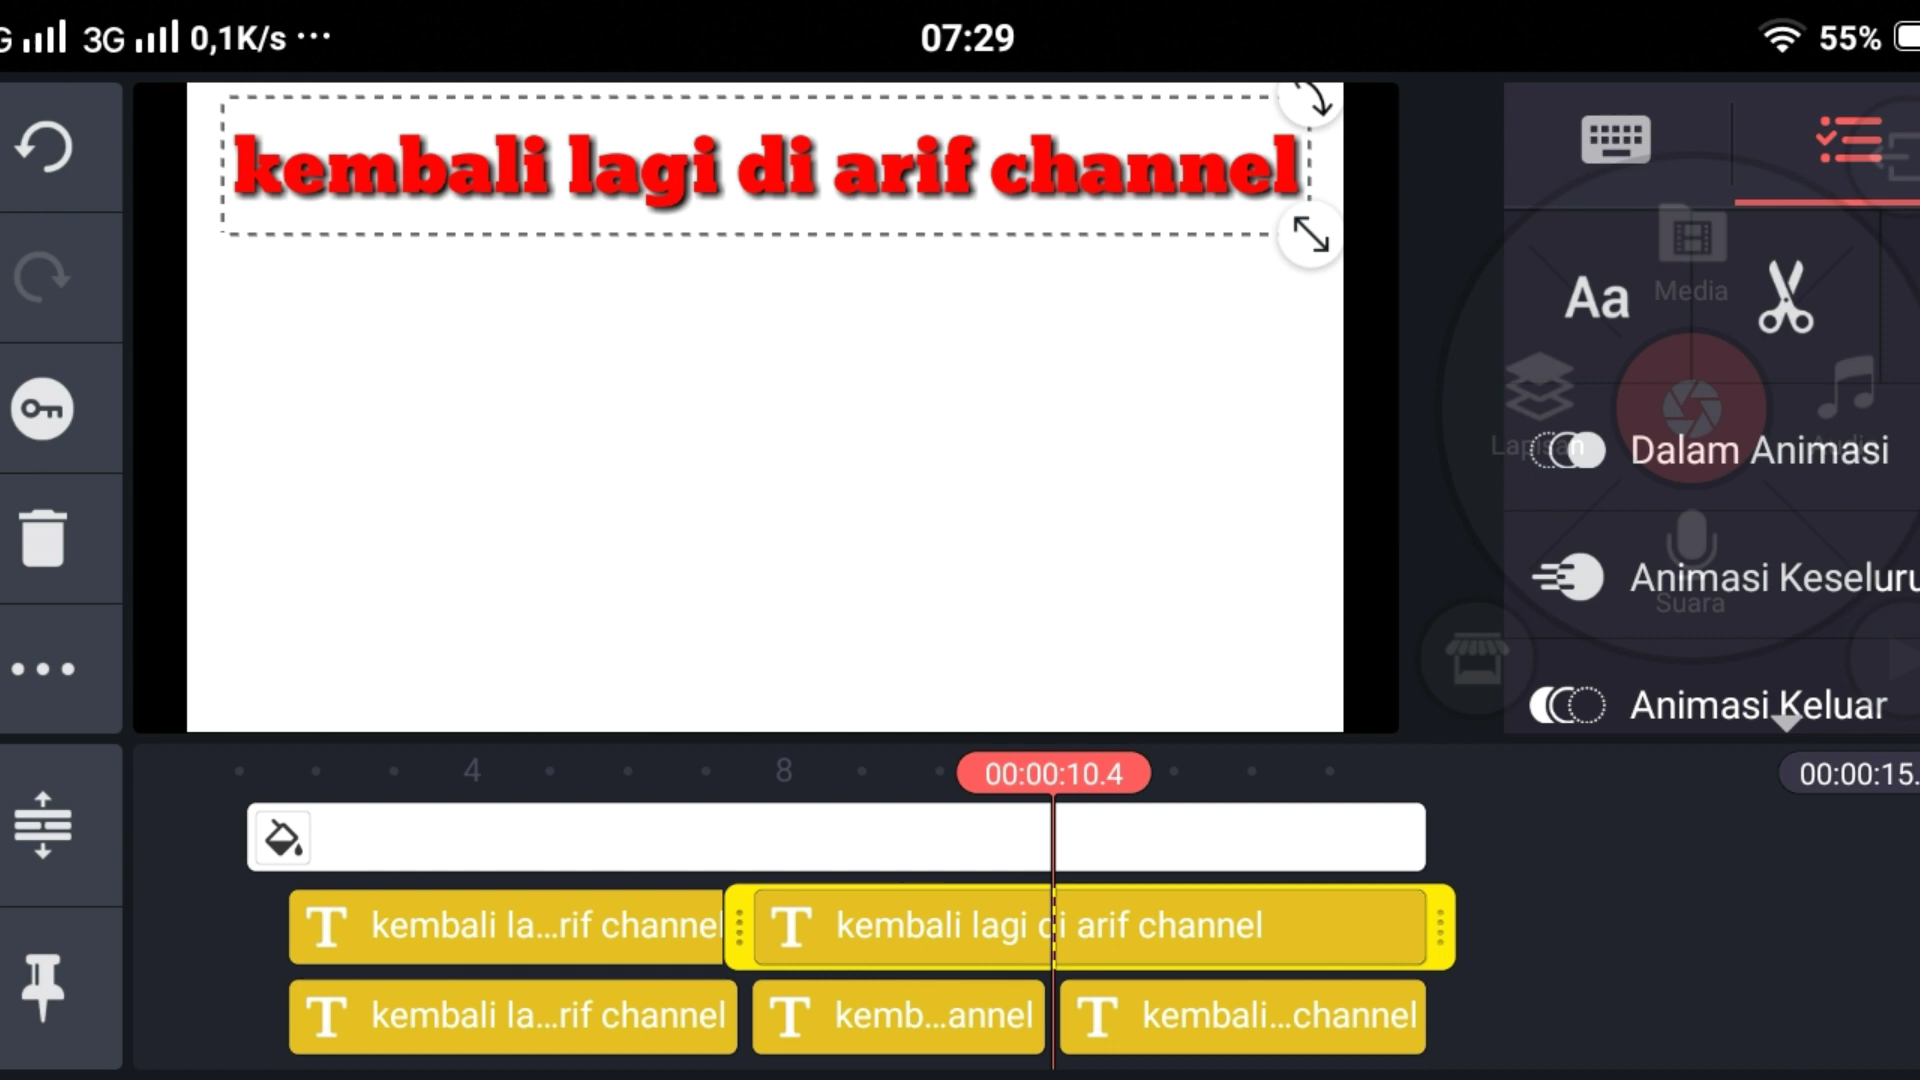 G 3G 0,1K/s ...
07:29
55%
kembali lagi di arif channel
Aa
Media
Lapisan
Audio
Dalam Animasi
Animasi Keseluru
Suara
Animasi Keluar
4
8
00:00:10.4
00:00:15.
T kembali la...rif channel
T kembali lagi di arif channel
T kembali la...rif channel
T kemb...annel
T kembali...channel